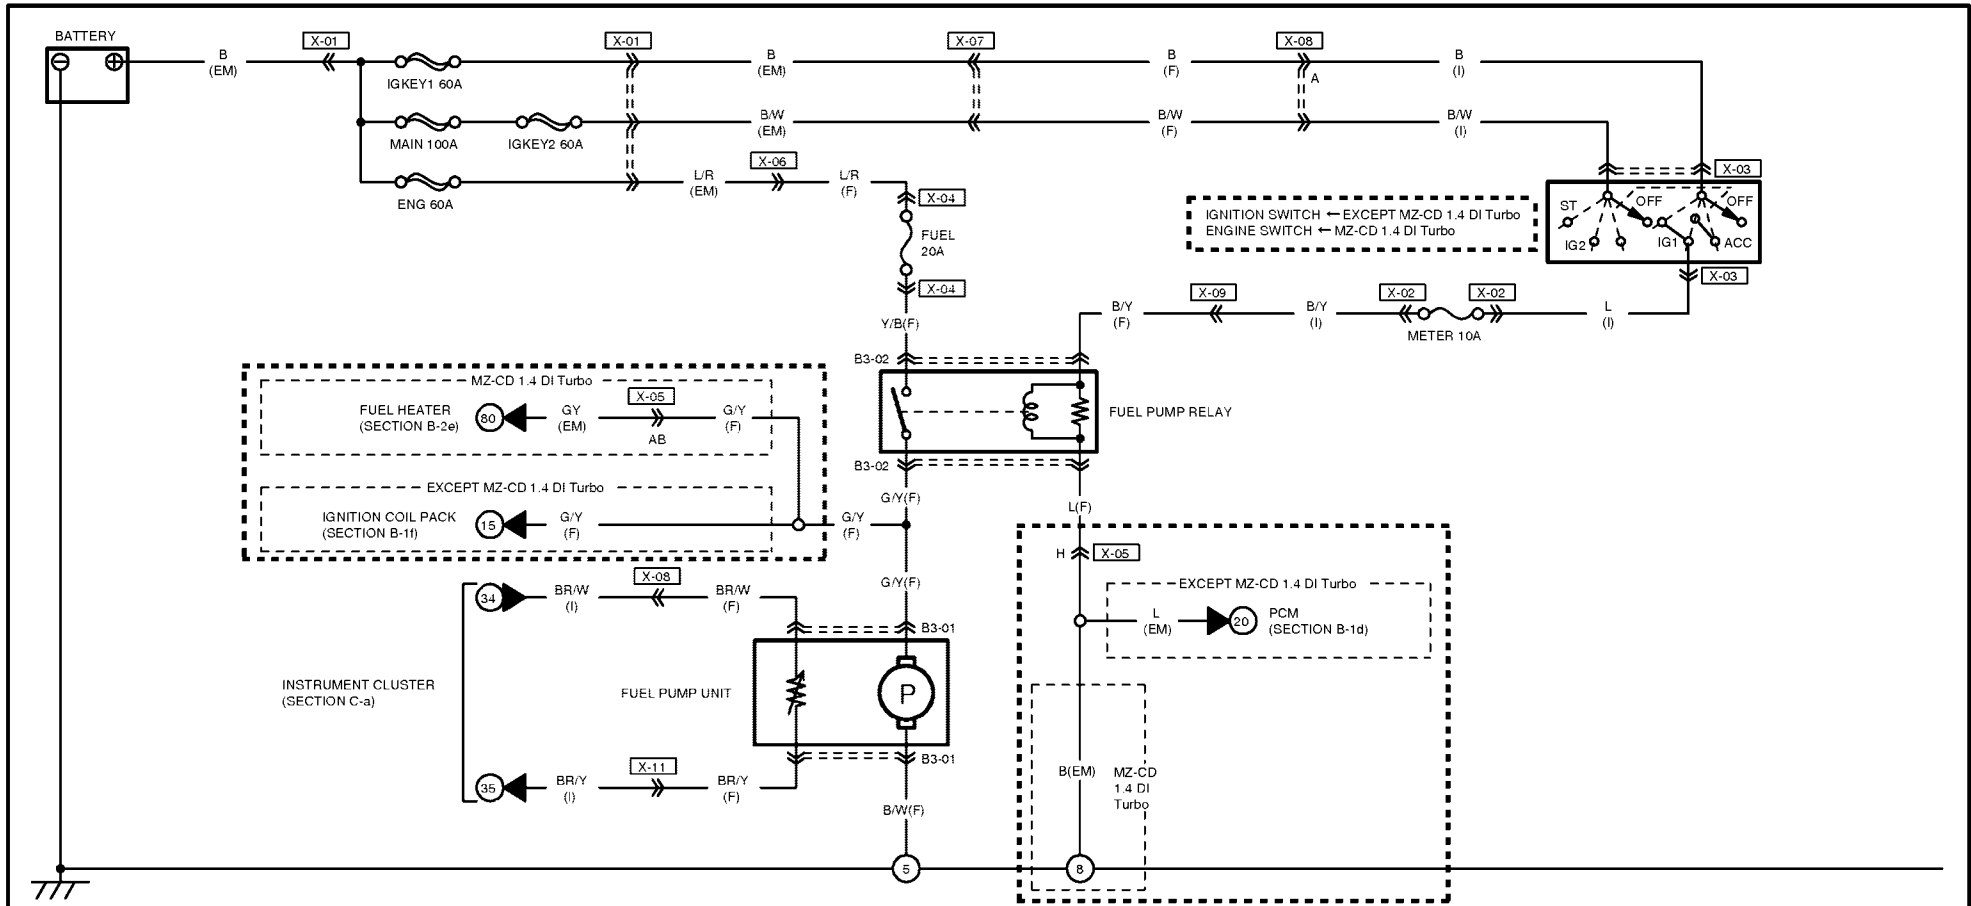 BATTERY
B
(EM)
X-01
IGKEY1 60A
X-01
B
(EM)
X-07
B
(F)
X-08
A
B
(I)
MAIN 100A
IGKEY2 60A
B/W
(EM)
B/W
(F)
B/W
(I)
ENG 60A
L/R
(EM)
X-06
L/R
(F)
X-04
FUEL
20A
X-04
Y/B(F)
IGNITION SWITCH ← EXCEPT MZ-CD 1.4 DI Turbo
ENGINE SWITCH ← MZ-CD 1.4 DI Turbo
X-03
ST
OFF
OFF
IG2
IG1
ACC
X-03
B/Y
(F)
X-09
B/Y
(I)
X-02
X-02
METER 10A
L
(I)
B3-02
FUEL PUMP RELAY
B3-02
MZ-CD 1.4 DI Turbo
FUEL HEATER
(SECTION B-2e)
80
GY
(EM)
X-05
AB
G/Y
(F)
EXCEPT MZ-CD 1.4 DI Turbo
IGNITION COIL PACK
(SECTION B-1f)
15
G/Y
(F)
G/Y
(F)
G/Y(F)
G/Y(F)
L(F)
H
X-05
EXCEPT MZ-CD 1.4 DI Turbo
L
(EM)
20
PCM
(SECTION B-1d)
34
BR/W
(I)
X-08
BR/W
(F)
B3-01
INSTRUMENT CLUSTER
(SECTION C-a)
FUEL PUMP UNIT
P
B3-01
35
BR/Y
(I)
X-11
BR/Y
(F)
B/W(F)
B(EM)
MZ-CD
1.4 DI
Turbo
5
8